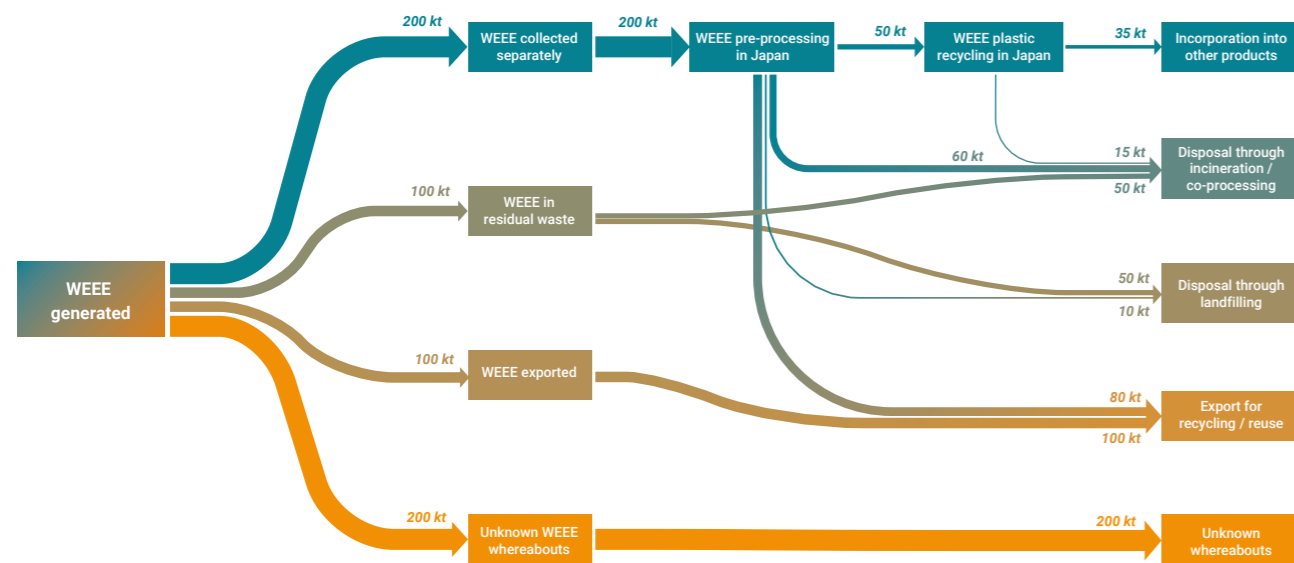 200 kt
WEEE collected
separately
200 kt
WEEE pre-processing
in Japan
50 kt
WEEE plastic
recycling in Japan
35 kt
Incorporation into
other products
60 kt
15 kt
50 kt
Disposal through
incineration /
co-processing
100 kt
WEEE in
residual waste
WEEE
generated
50 kt
10 kt
Disposal through
landfilling
100 kt
WEEE exported
80 kt
100 kt
Export for
recycling / reuse
200 kt
Unknown WEEE
whereabouts
200 kt
Unknown
whereabouts